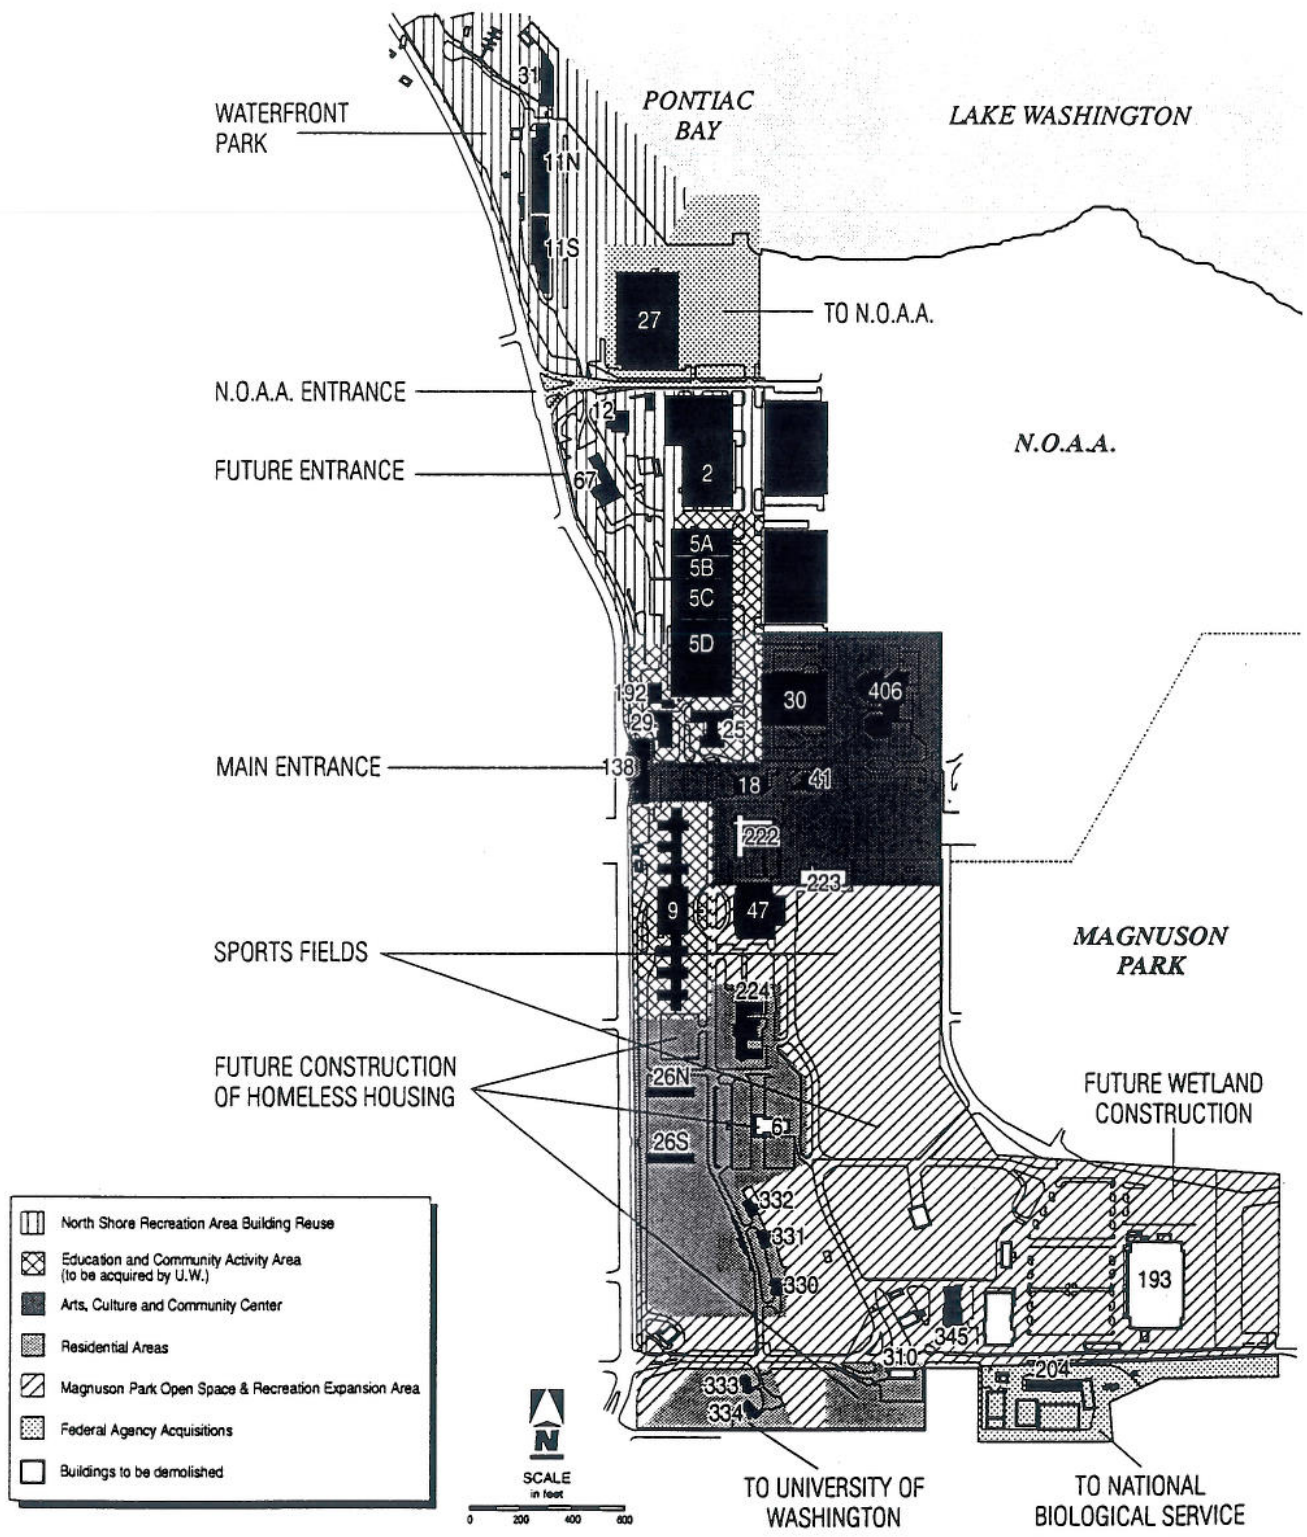 31
PONTIAC
BAY
LAKE WASHINGTON
WATERFRONT
PARK
11N
11S
27
TO N.O.A.A.
N.O.A.A. ENTRANCE
12
N.O.A.A.
FUTURE ENTRANCE
67
2
5A
5B
5C
5D
192
30
406
29
25
MAIN ENTRANCE
138
18
41
222
223
9
47
MAGNUSON
PARK
SPORTS FIELDS
224
FUTURE CONSTRUCTION
OF HOMELESS HOUSING
26N
FUTURE WETLAND
CONSTRUCTION
6
26S
332
331
330
193
345
310
204
333
334
North Shore Recreation Area Building Reuse
Education and Community Activity Area
(to be acquired by U.W.)
Arts, Culture and Community Center
Residential Areas
Magnuson Park Open Space & Recreation Expansion Area
Federal Agency Acquisitions
Buildings to be demolished
N
SCALE
in feet
0 200 400 600
TO UNIVERSITY OF
WASHINGTON
TO NATIONAL
BIOLOGICAL SERVICE